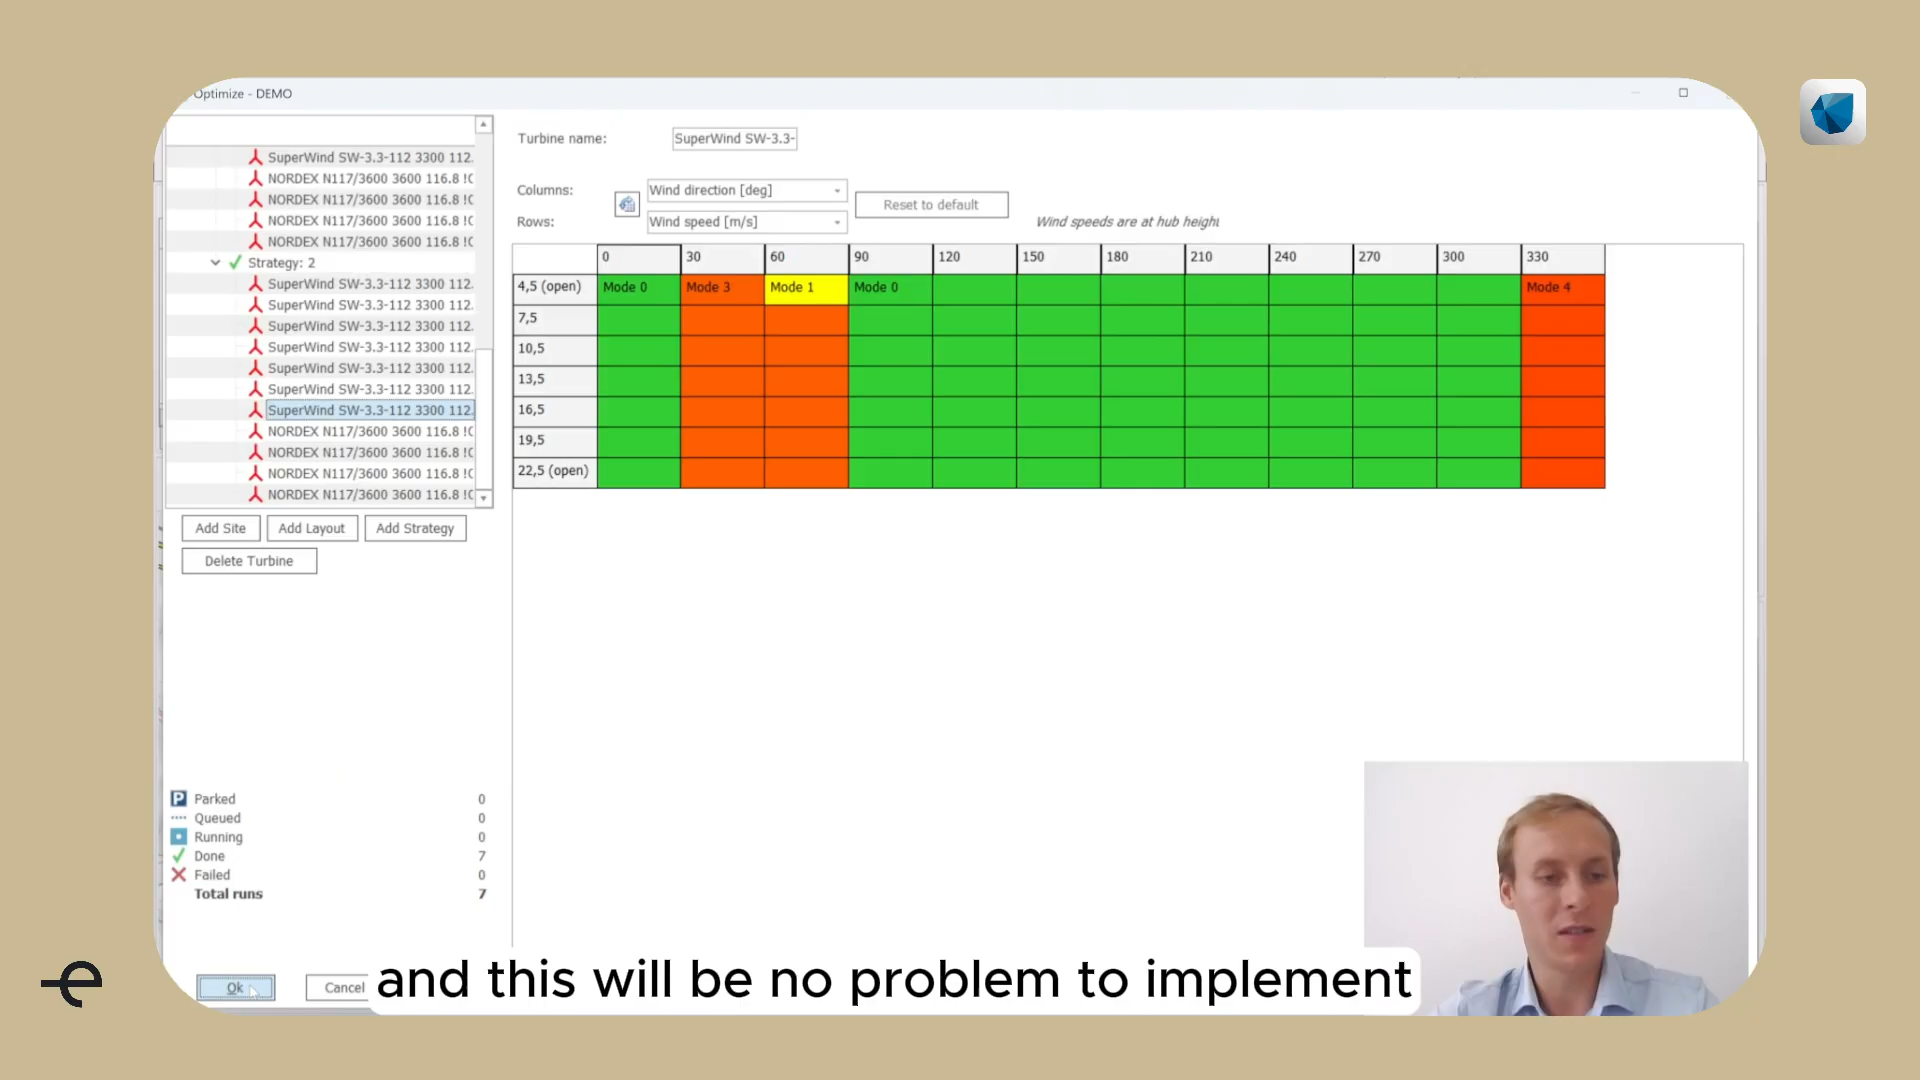 Optimize - DEMO
SuperWind SW-3.3-112 3300 112.
NORDEX N117/3600 3600 116.8 !O
NORDEX N117/3600 3600 116.8 !O
NORDEX N117/3600 3600 116.8 !O
NORDEX N117/3600 3600 116.8 !O
Strategy: 2
SuperWind SW-3.3-112 3300 112.
SuperWind SW-3.3-112 3300 112.
SuperWind SW-3.3-112 3300 112.
SuperWind SW-3.3-112 3300 112.
SuperWind SW-3.3-112 3300 112.
SuperWind SW-3.3-112 3300 112.
SuperWind SW-3.3-112 3300 112.
NORDEX N117/3600 3600 116.8 !O
NORDEX N117/3600 3600 116.8 !O
NORDEX N117/3600 3600 116.8 !O
NORDEX N117/3600 3600 116.8 !O
Add Site Add Layout Add Strategy
Delete Turbine
P Parked 0
Queued 0
Running 0
Done 7
Failed 0
Total runs 7
Ok Cancel
Turbine name: SuperWind SW-3.3-
Columns: Wind direction [deg]
Reset to default
Rows: Wind speed [m/s]
Wind speeds are at hub height
0 30 60 90 120 150 180 210 240 270 300 330
4,5 (open) Mode 0 Mode 3 Mode 1 Mode 0 Mode 4
7,5
10,5
13,5
16,5
19,5
22,5 (open)
and this will be no problem to implement